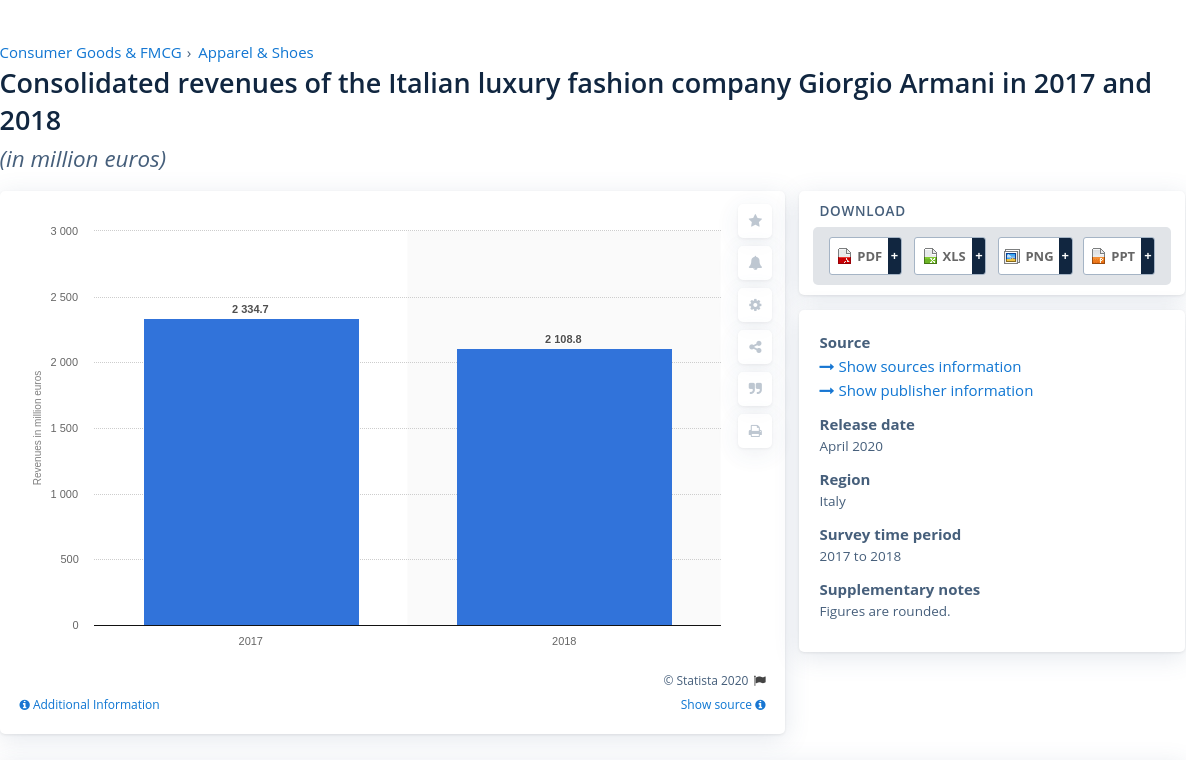 Consumer Goods & FMCG › Apparel & Shoes
Consolidated revenues of the Italian luxury fashion company Giorgio Armani in 2017 and
2018
(in million euros)
3 000
2 500
2 000
1 500
1 000
500
0
Revenues in million euros
2 334.7
2 108.8
2017
2018
© Statista 2020
Additional Information
Show source
DOWNLOAD
PDF +
XLS +
PNG +
PPT +
Source
Show sources information
Show publisher information
Release date
April 2020
Region
Italy
Survey time period
2017 to 2018
Supplementary notes
Figures are rounded.